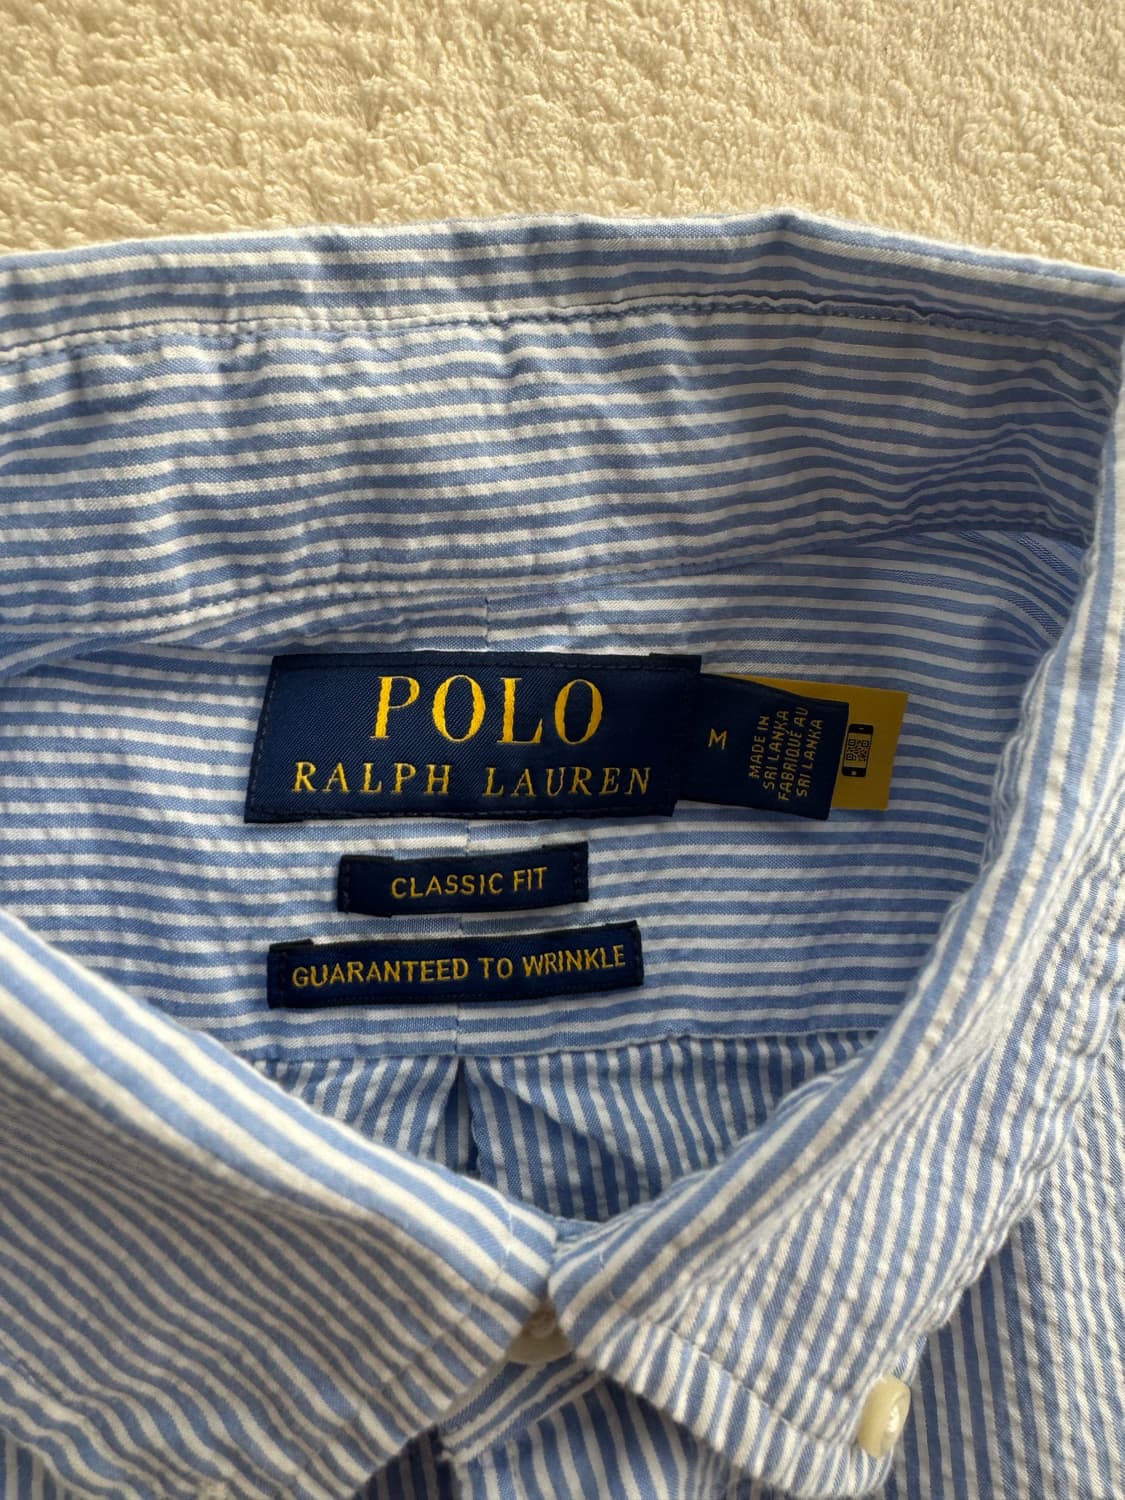 POLO
RALPH LAUREN
M
MADE IN
SRI LANKA
FABRIQUÉ AU
SRI LANKA
CLASSIC FIT
GUARANTEED TO WRINKLE